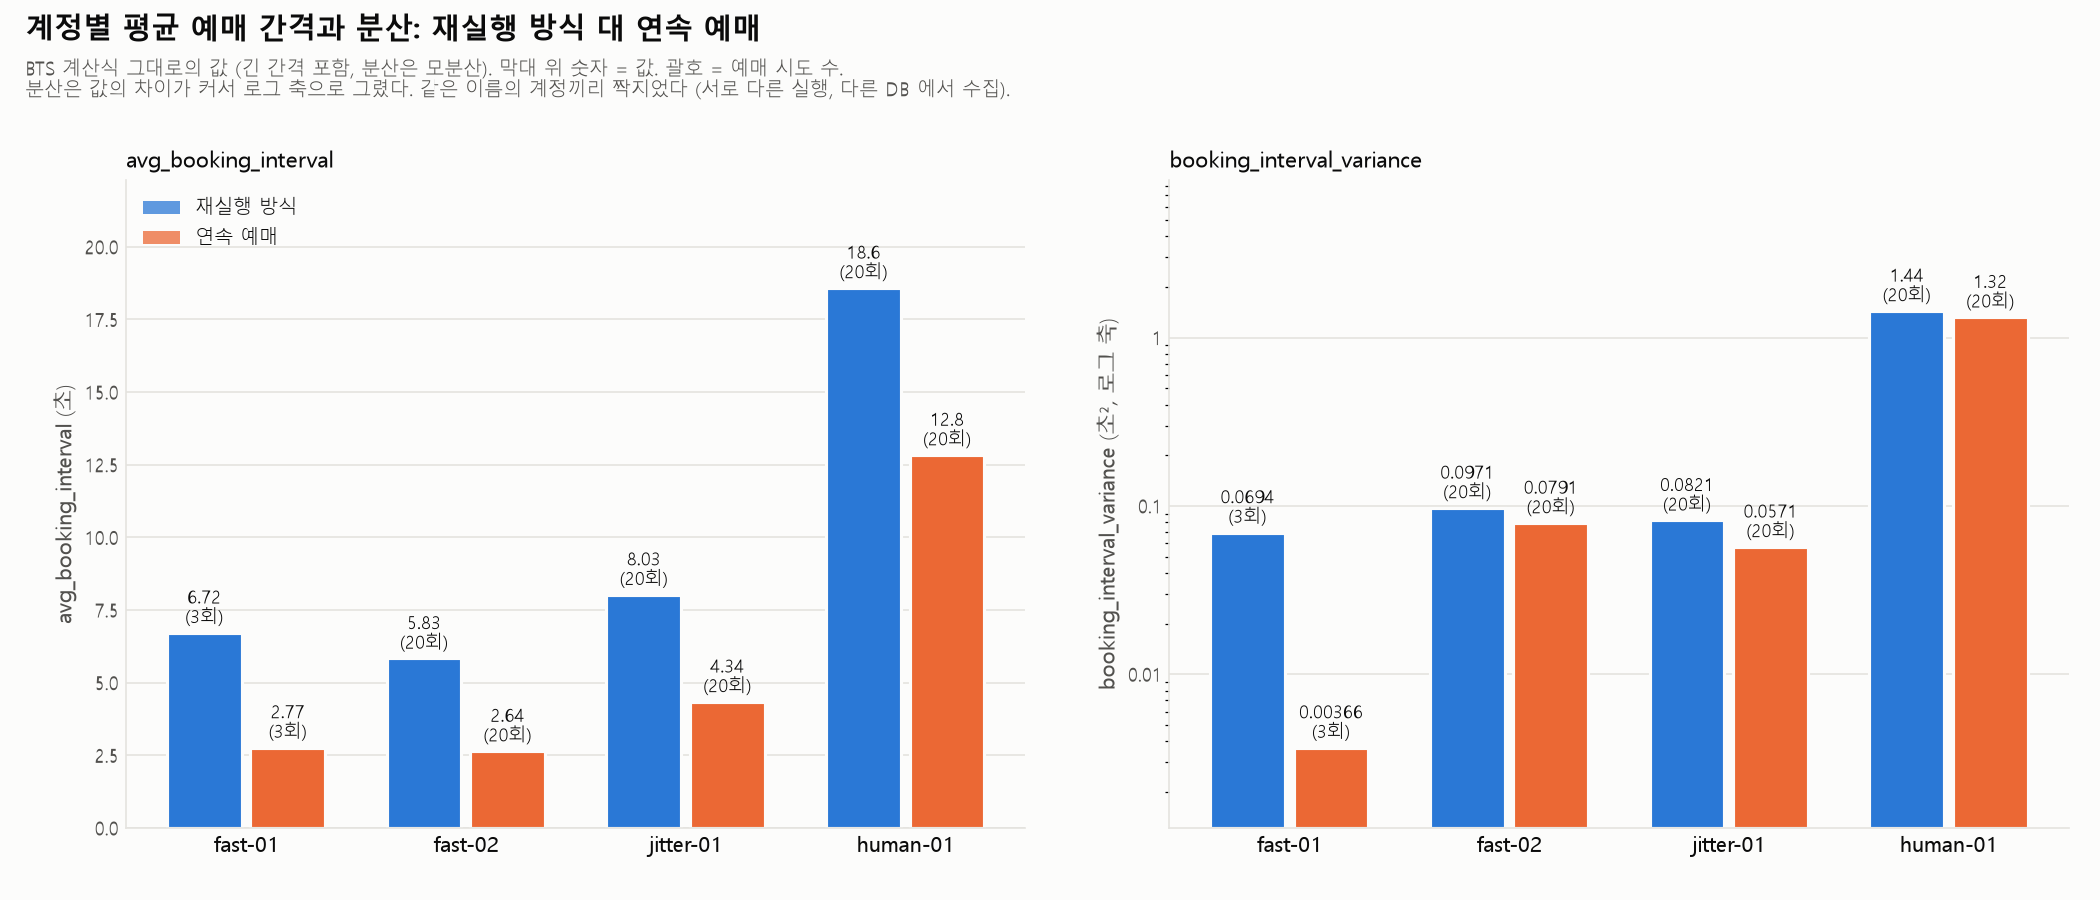 계정별 평균 예매 간격과 분산: 재실행 방식 대 연속 예매
BTS 계산식 그대로의 값 (긴 간격 포함, 분산은 모분산). 막대 위 숫자 = 값. 괄호 = 예매 시도 수.
분산은 값의 차이가 커서 로그 축으로 그렸다. 같은 이름의 계정끼리 짝지었다 (서로 다른 실행, 다른 DB 에서 수집).
avg_booking_interval
재실행 방식
연속 예매
avg_booking_interval (초)
20.0
17.5
15.0
12.5
10.0
7.5
5.0
2.5
0.0
6.72
(3회)
2.77
(3회)
5.83
(20회)
2.64
(20회)
8.03
(20회)
4.34
(20회)
18.6
(20회)
12.8
(20회)
fast-01
fast-02
jitter-01
human-01
booking_interval_variance
booking_interval_variance (초², 로그 축)
1
0.1
0.01
0.0694
(3회)
0.00366
(3회)
0.0971
(20회)
0.0791
(20회)
0.0821
(20회)
0.0571
(20회)
1.44
(20회)
1.32
(20회)
fast-01
fast-02
jitter-01
human-01